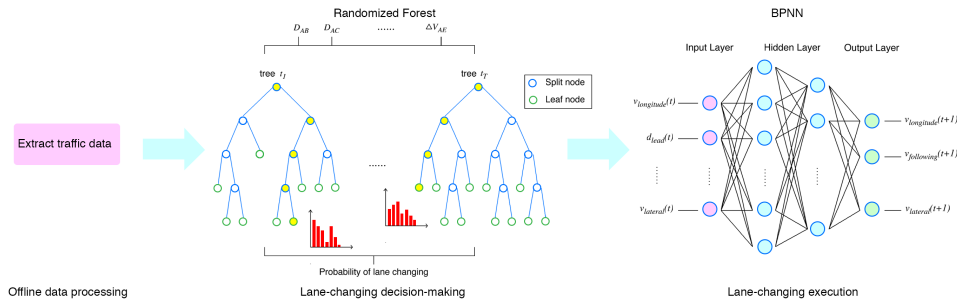 Randomized Forest
BPNN
D_AB D_AC ...... △V_AE
Input Layer Hidden Layer Output Layer
tree t_1
tree t_T
Split node
Leaf node
v_longitude(t)
v_longitude(t+1)
Extract traffic data
d_lead(t)
......
v_following(t+1)
v_lateral(t)
v_lateral(t+1)
Probability of lane changing
Offline data processing
Lane-changing decision-making
Lane-changing execution